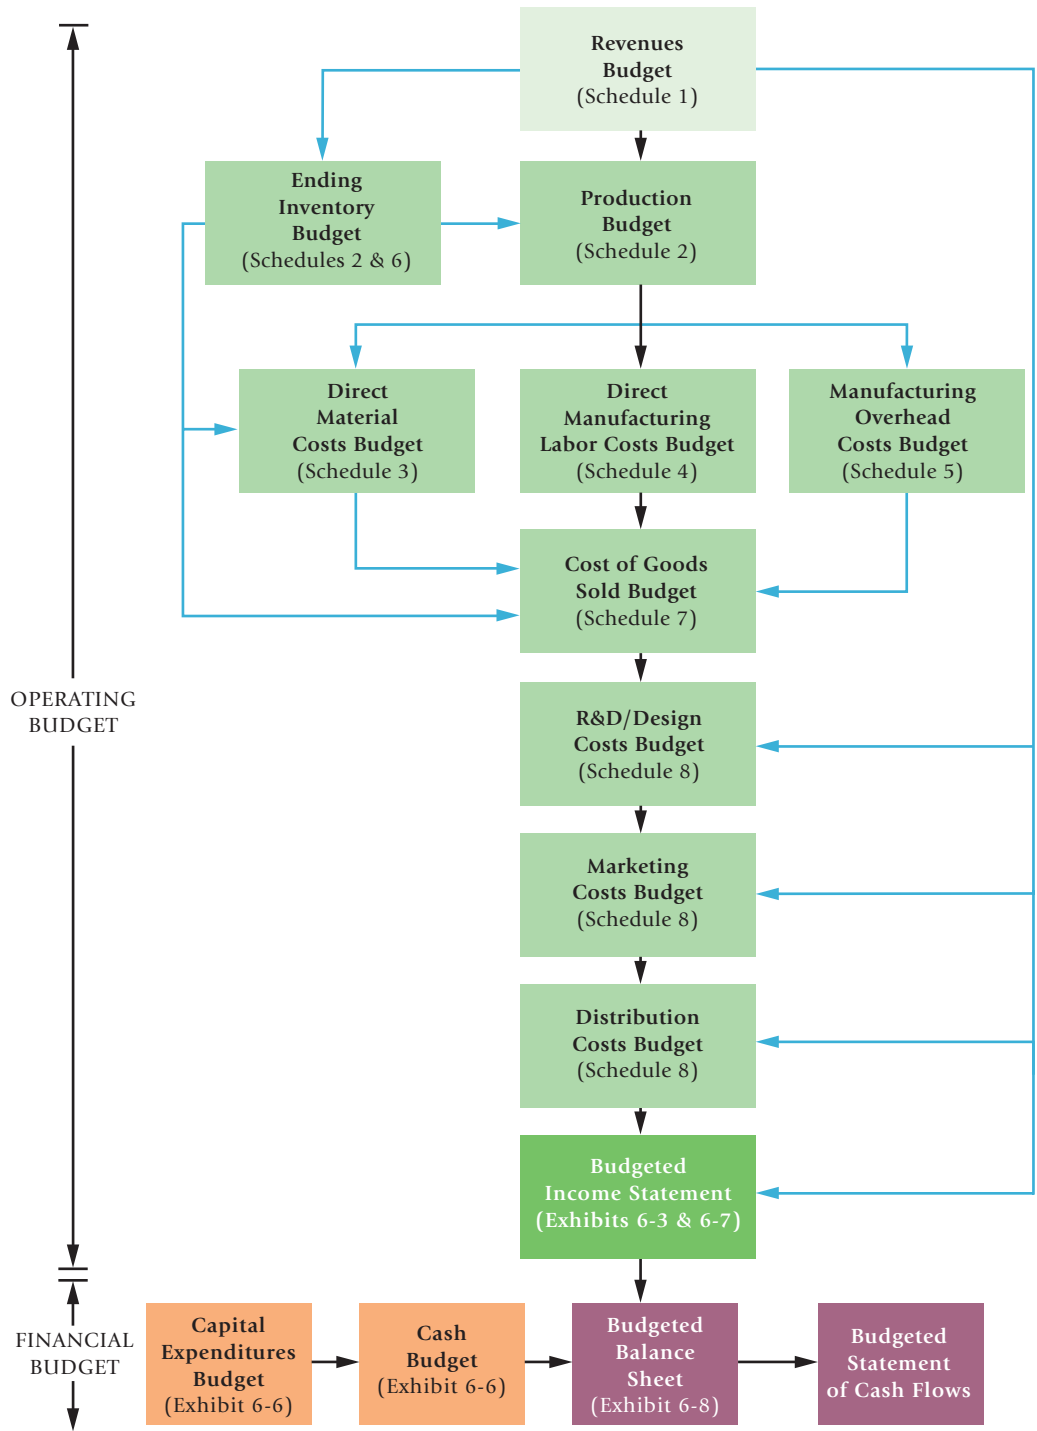 Revenues
Budget
(Schedule 1)
Ending
Inventory
Budget
(Schedules 2 & 6)
Production
Budget
(Schedule 2)
Direct
Material
Costs Budget
(Schedule 3)
Direct
Manufacturing
Labor Costs Budget
(Schedule 4)
Manufacturing
Overhead
Costs Budget
(Schedule 5)
Cost of Goods
Sold Budget
(Schedule 7)
OPERATING
BUDGET
R&D/Design
Costs Budget
(Schedule 8)
Marketing
Costs Budget
(Schedule 8)
Distribution
Costs Budget
(Schedule 8)
Budgeted
Income Statement
(Exhibits 6-3 & 6-7)
FINANCIAL
BUDGET
Capital
Expenditures
Budget
(Exhibit 6-6)
Cash
Budget
(Exhibit 6-6)
Budgeted
Balance
Sheet
(Exhibit 6-8)
Budgeted
Statement
of Cash Flows